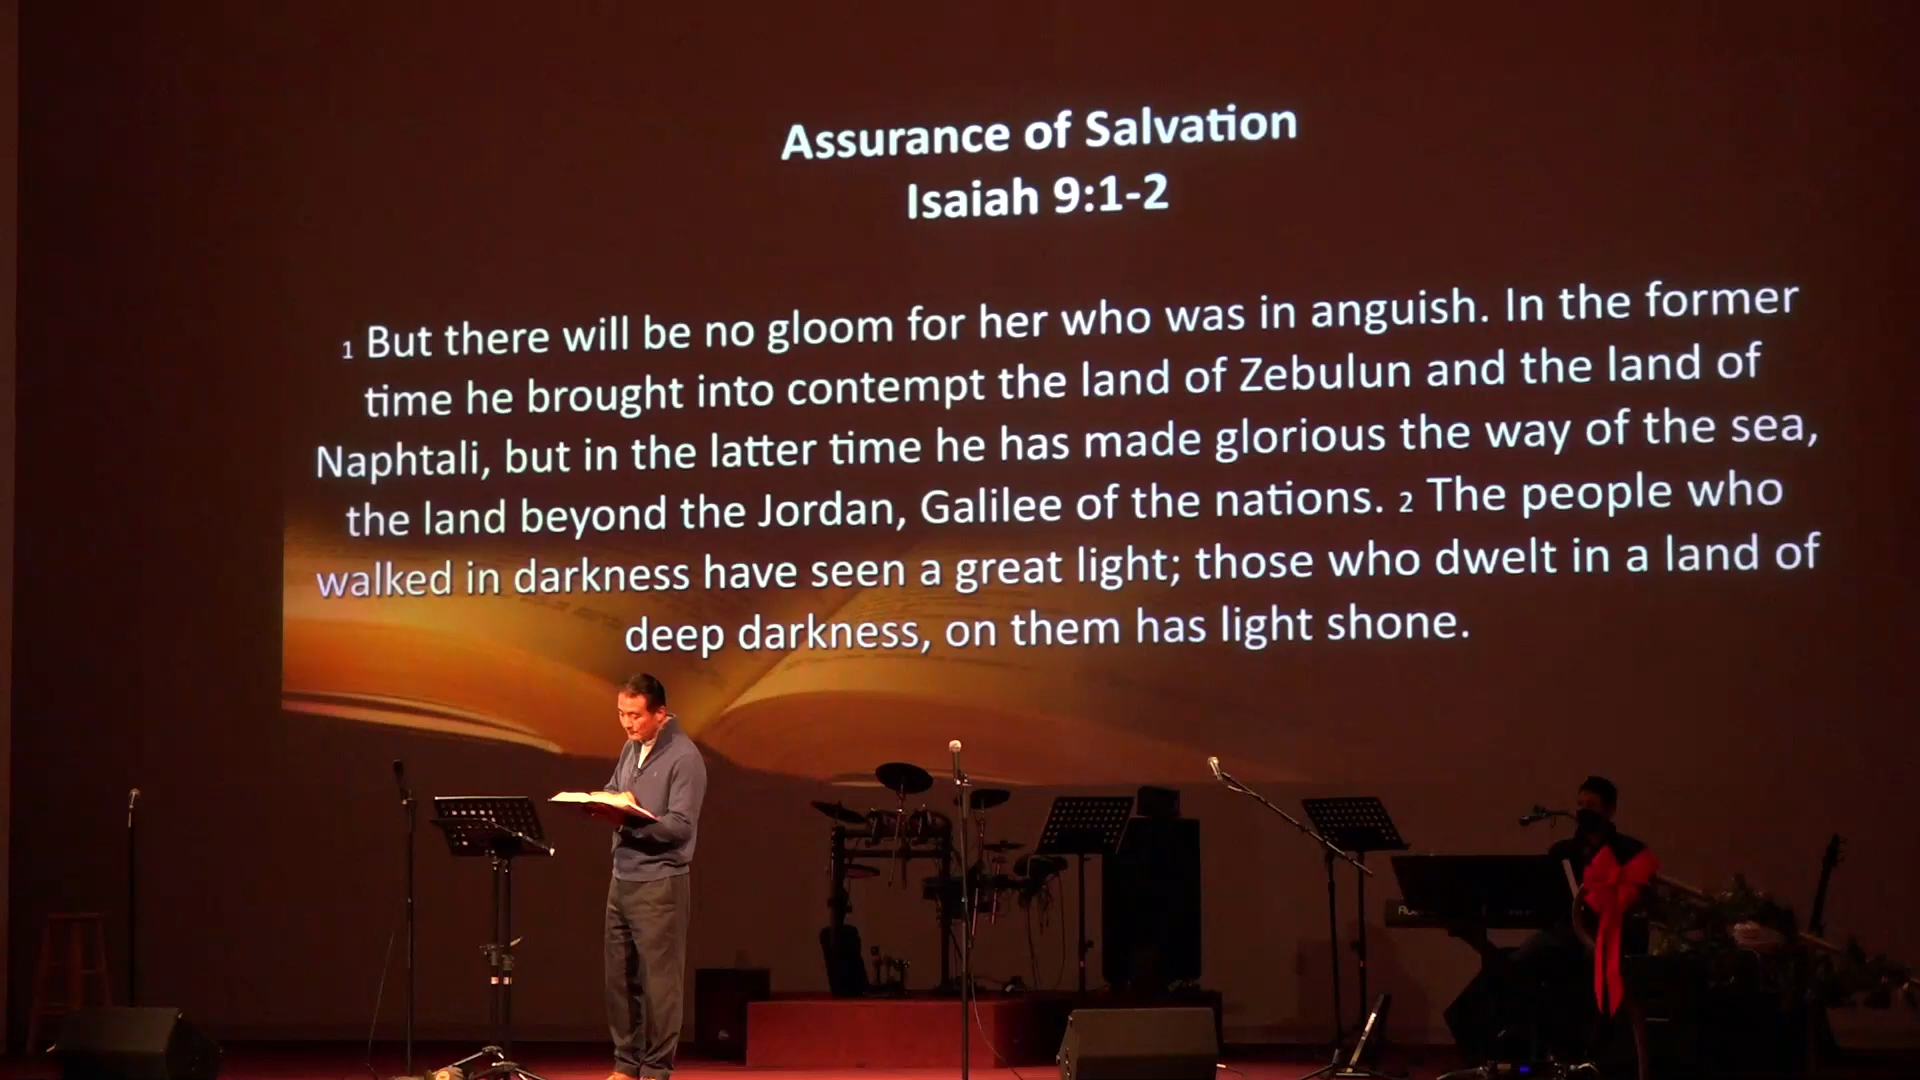 Assurance of Salvation
Isaiah 9:1-2
1 But there will be no gloom for her who was in anguish. In the former
time he brought into contempt the land of Zebulun and the land of
Naphtali, but in the latter time he has made glorious the way of the sea,
the land beyond the Jordan, Galilee of the nations. 2 The people who
walked in darkness have seen a great light; those who dwelt in a land of
deep darkness, on them has light shone.